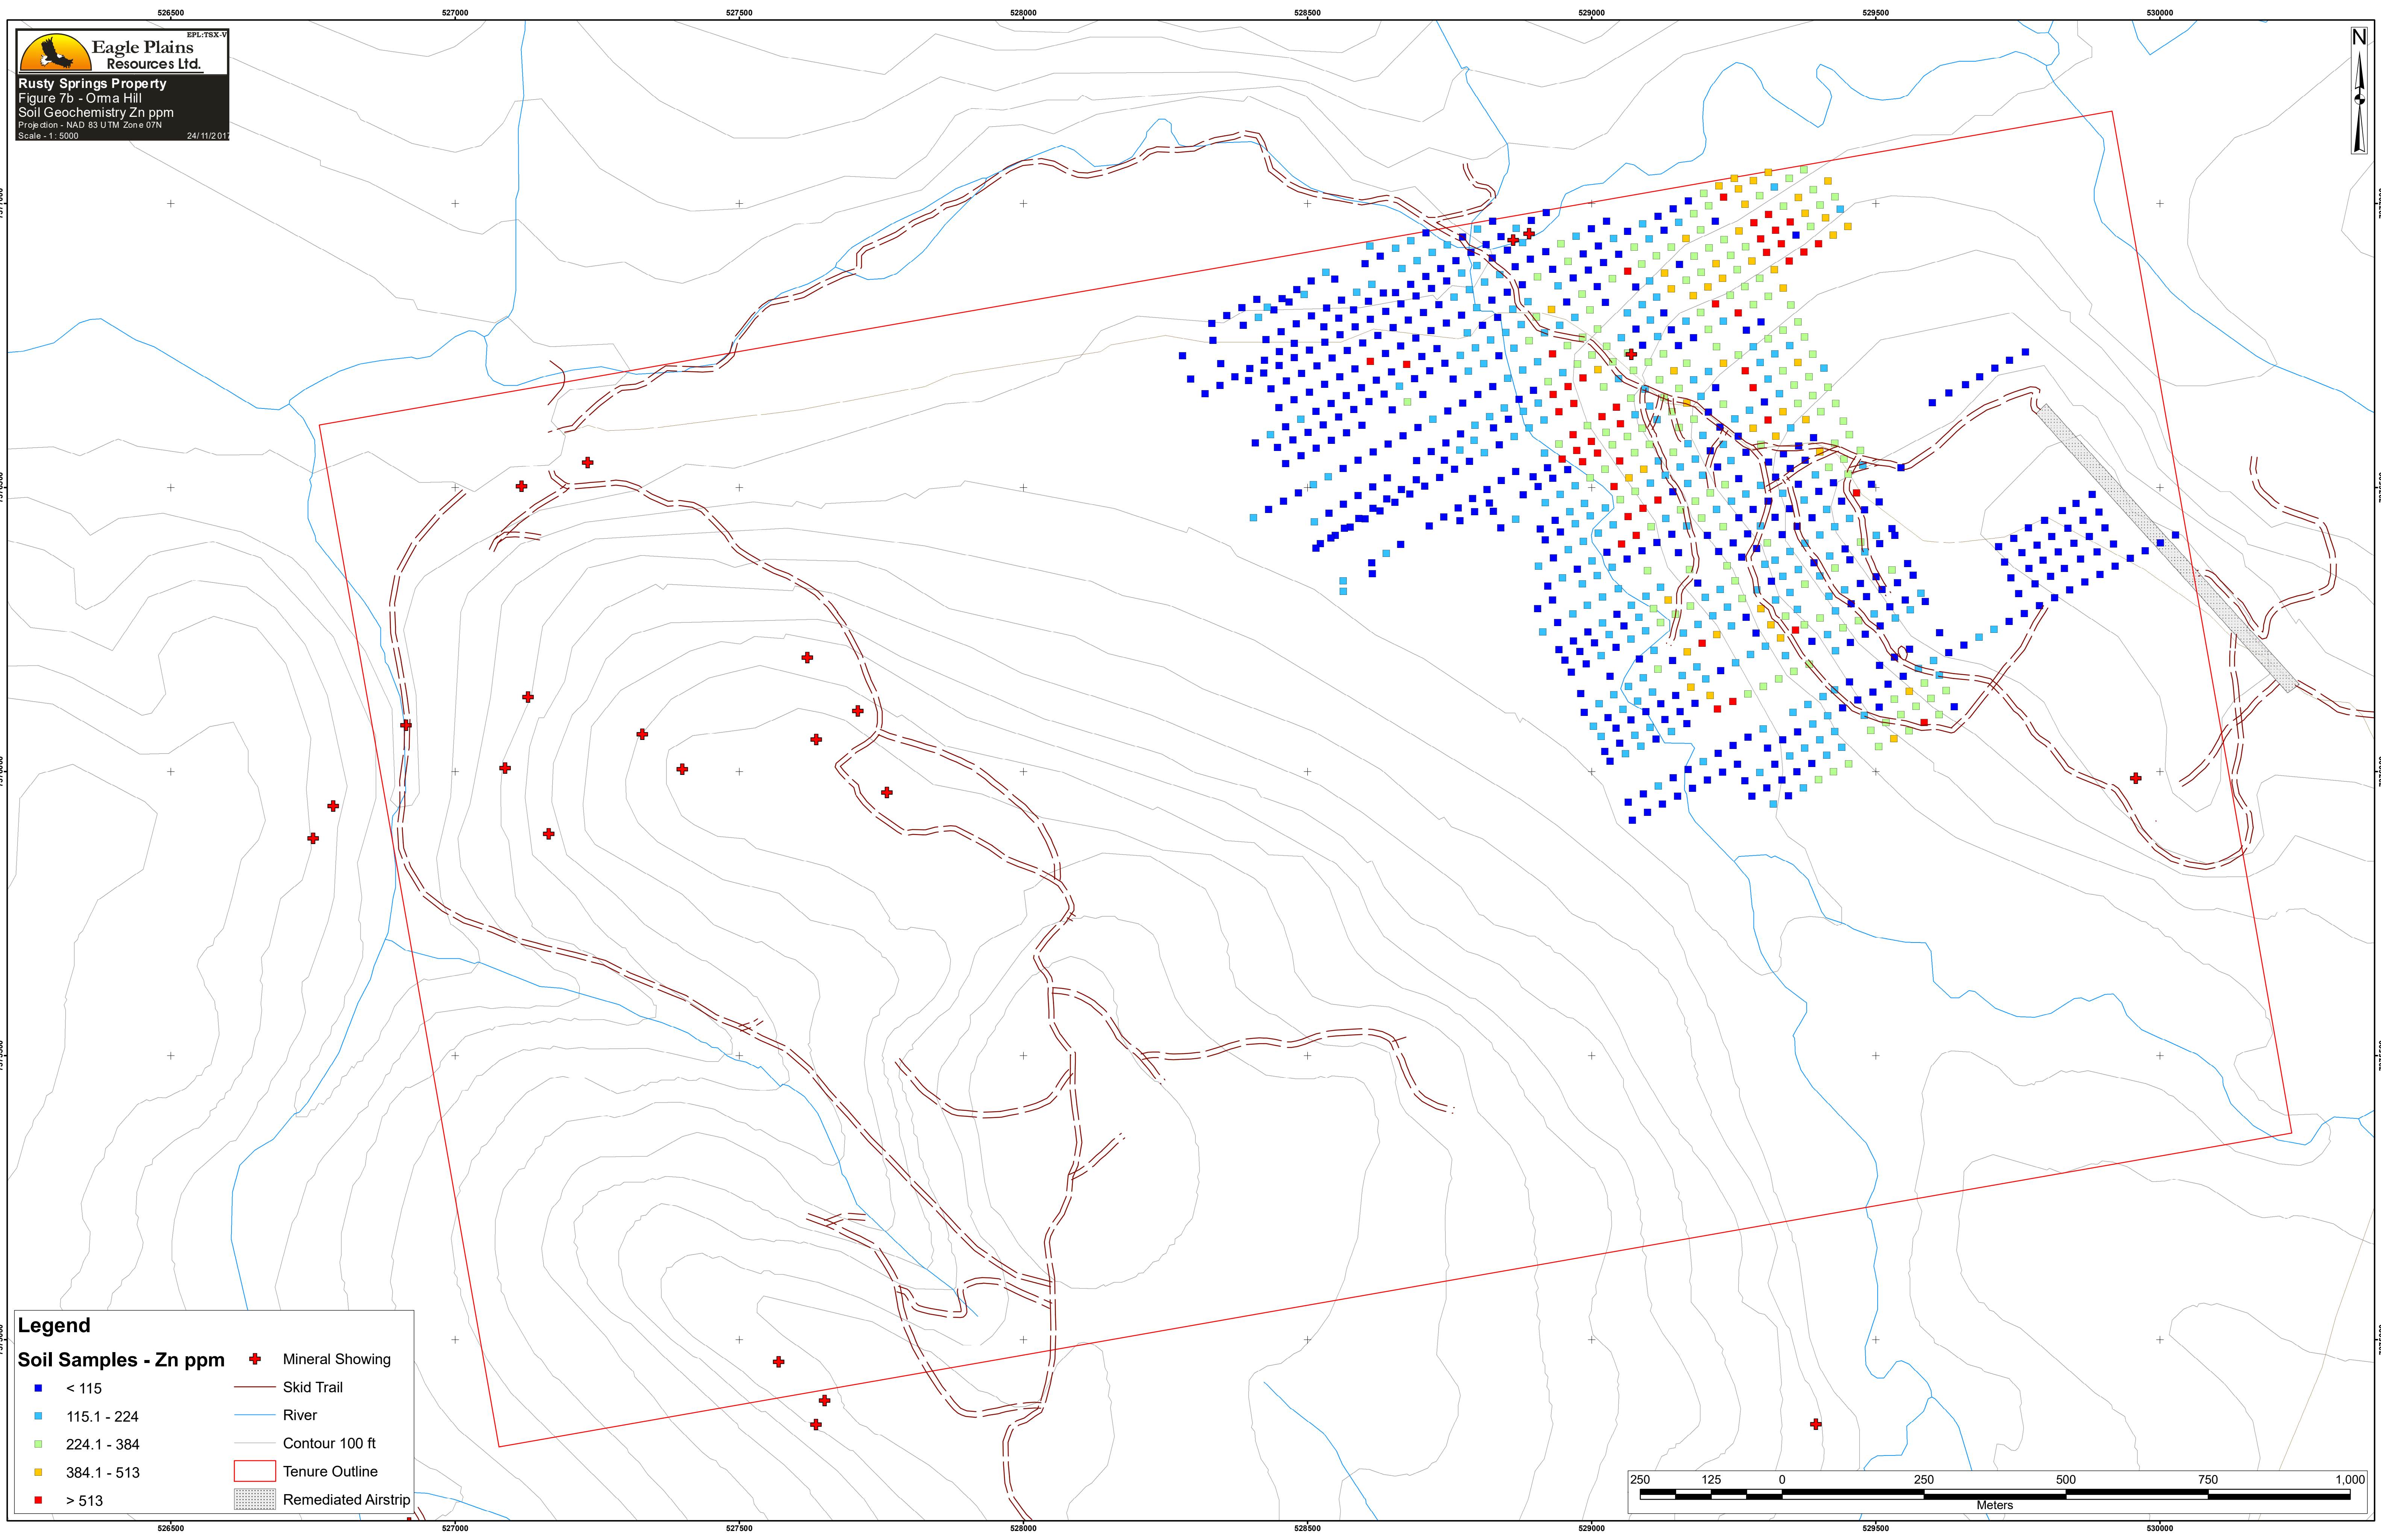 526500 527000 527500 528000 528500 529000 529500 530000
EPL:TSX-V
Eagle Plains
Resources Ltd.
Rusty Springs Property
Figure 7b - Orma Hill
Soil Geochemistry Zn ppm
Projection - NAD 83 UTM Zone 07N
Scale - 1: 5000 24/11/2017
N
Legend
Soil Samples - Zn ppm
< 115
115.1 - 224
224.1 - 384
384.1 - 513
> 513
Mineral Showing
Skid Trail
River
Contour 100 ft
Tenure Outline
Remediated Airstrip
250 125 0 250 500 750 1,000
Meters
526500 527000 527500 528000 528500 529000 529500 530000